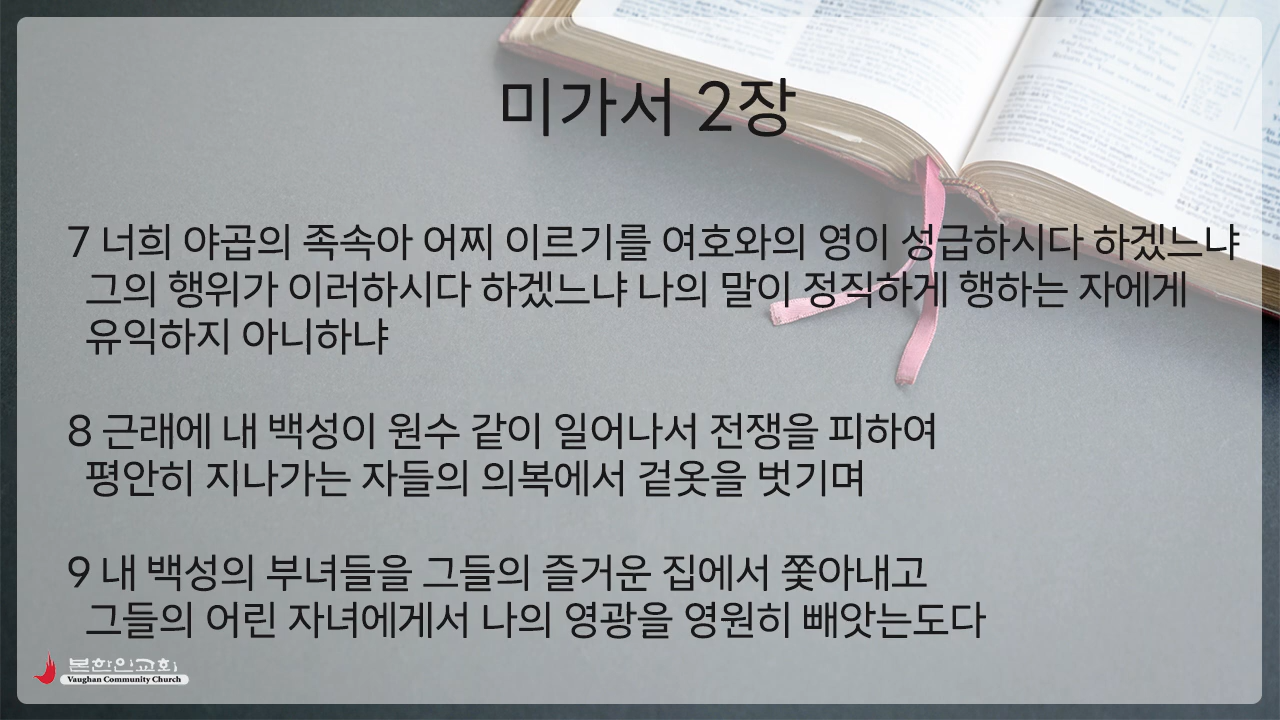 미가서 2장
7 너희 야곱의 족속아 어찌 이르기를 여호와의 영이 성급하시다 하겠느냐
그의 행위가 이러하시다 하겠느냐 나의 말이 정직하게 행하는 자에게
유익하지 아니하냐
8 근래에 내 백성이 원수 같이 일어나서 전쟁을 피하여
평안히 지나가는 자들의 의복에서 겉옷을 벗기며
9 내 백성의 부녀들을 그들의 즐거운 집에서 쫓아내고
그들의 어린 자녀에게서 나의 영광을 영원히 빼앗는도다
본한인교회
Vaughan Community Church